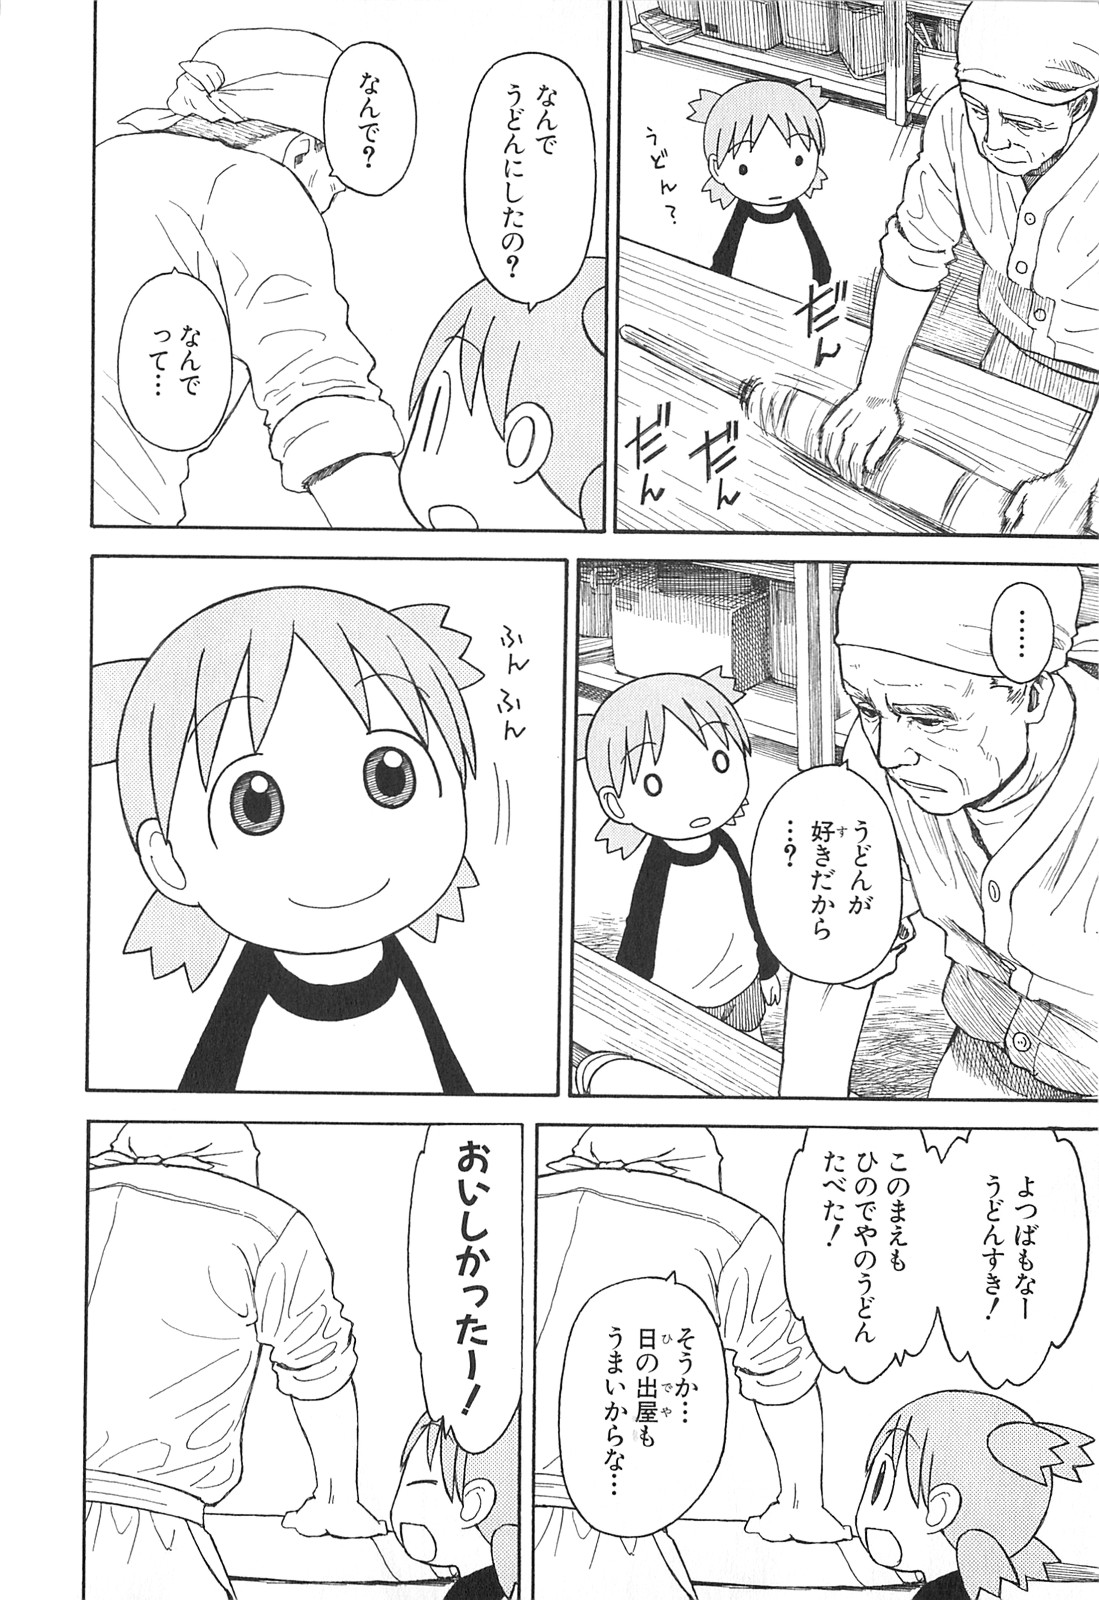 うどん？
だん
だん
だん
なんで
うどんにしたの？
なんで？
なんで
って…
……
うどんが
好きだから
…？
ふんふん
よつばもなー
うどんすき！
このまえも
ひのでやのうどん
たべた！
そうか…
日の出屋も
うまいからな…
おいしかったー！